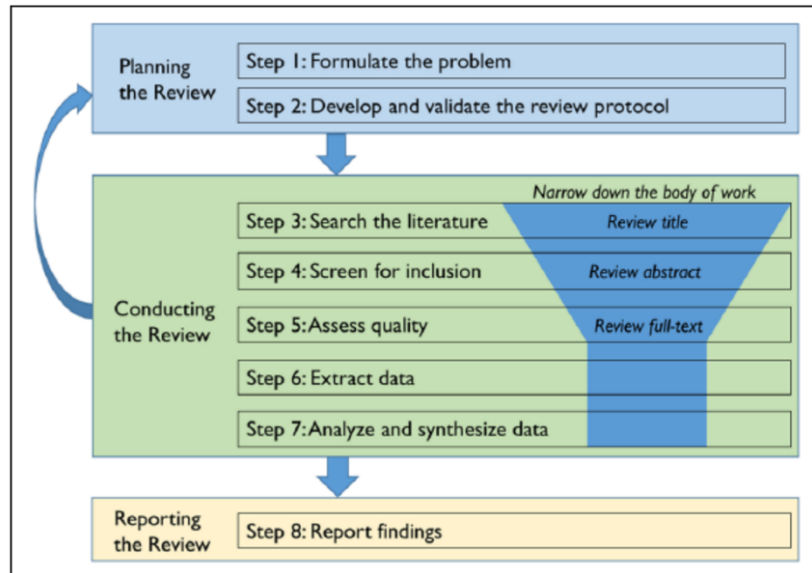 Planning
the Review
Step 1: Formulate the problem
Step 2: Develop and validate the review protocol
Narrow down the body of work
Conducting
the Review
Step 3: Search the literature
Review title
Step 4: Screen for inclusion
Review abstract
Step 5: Assess quality
Review full-text
Step 6: Extract data
Step 7: Analyze and synthesize data
Reporting
the Review
Step 8: Report findings